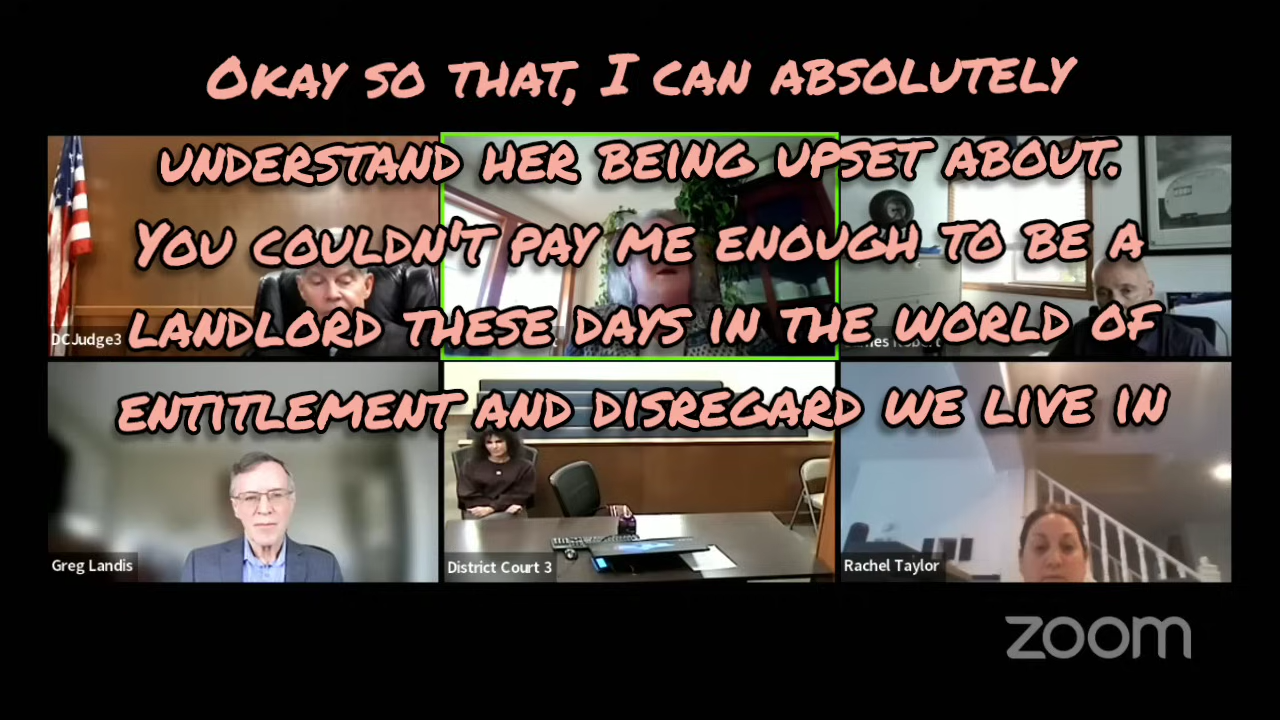 Okay so that, I can absolutely
understand her being upset about.
You couldn't pay me enough to be a
landlord these days in the world of
entitlement and disregard we live in
DCJudge3
Greg Landis
District Court 3
Rachel Taylor
zoom